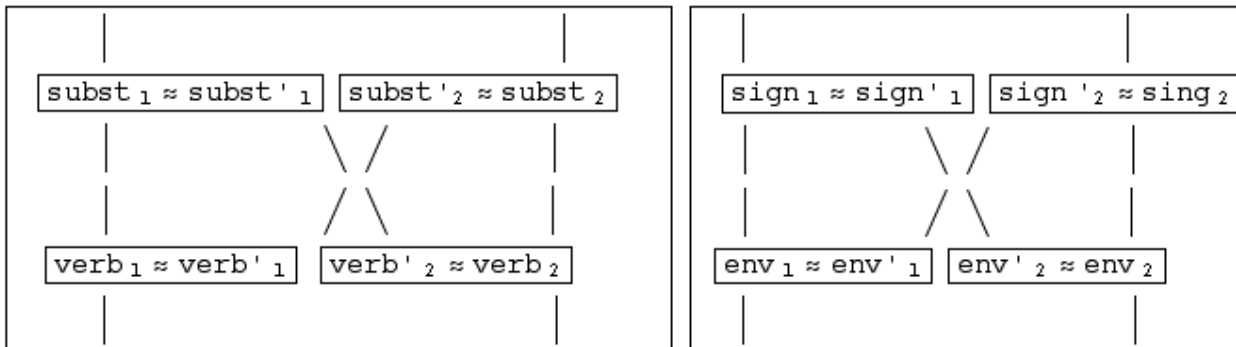 subst₁ ≈ subst'₁ subst'₂ ≈ subst₂ sign₁ ≈ sign'₁ sign '₂ ≈ sing₂
verb₁ ≈ verb'₁ verb'₂ ≈ verb₂ env₁ ≈ env'₁ env'₂ ≈ env₂